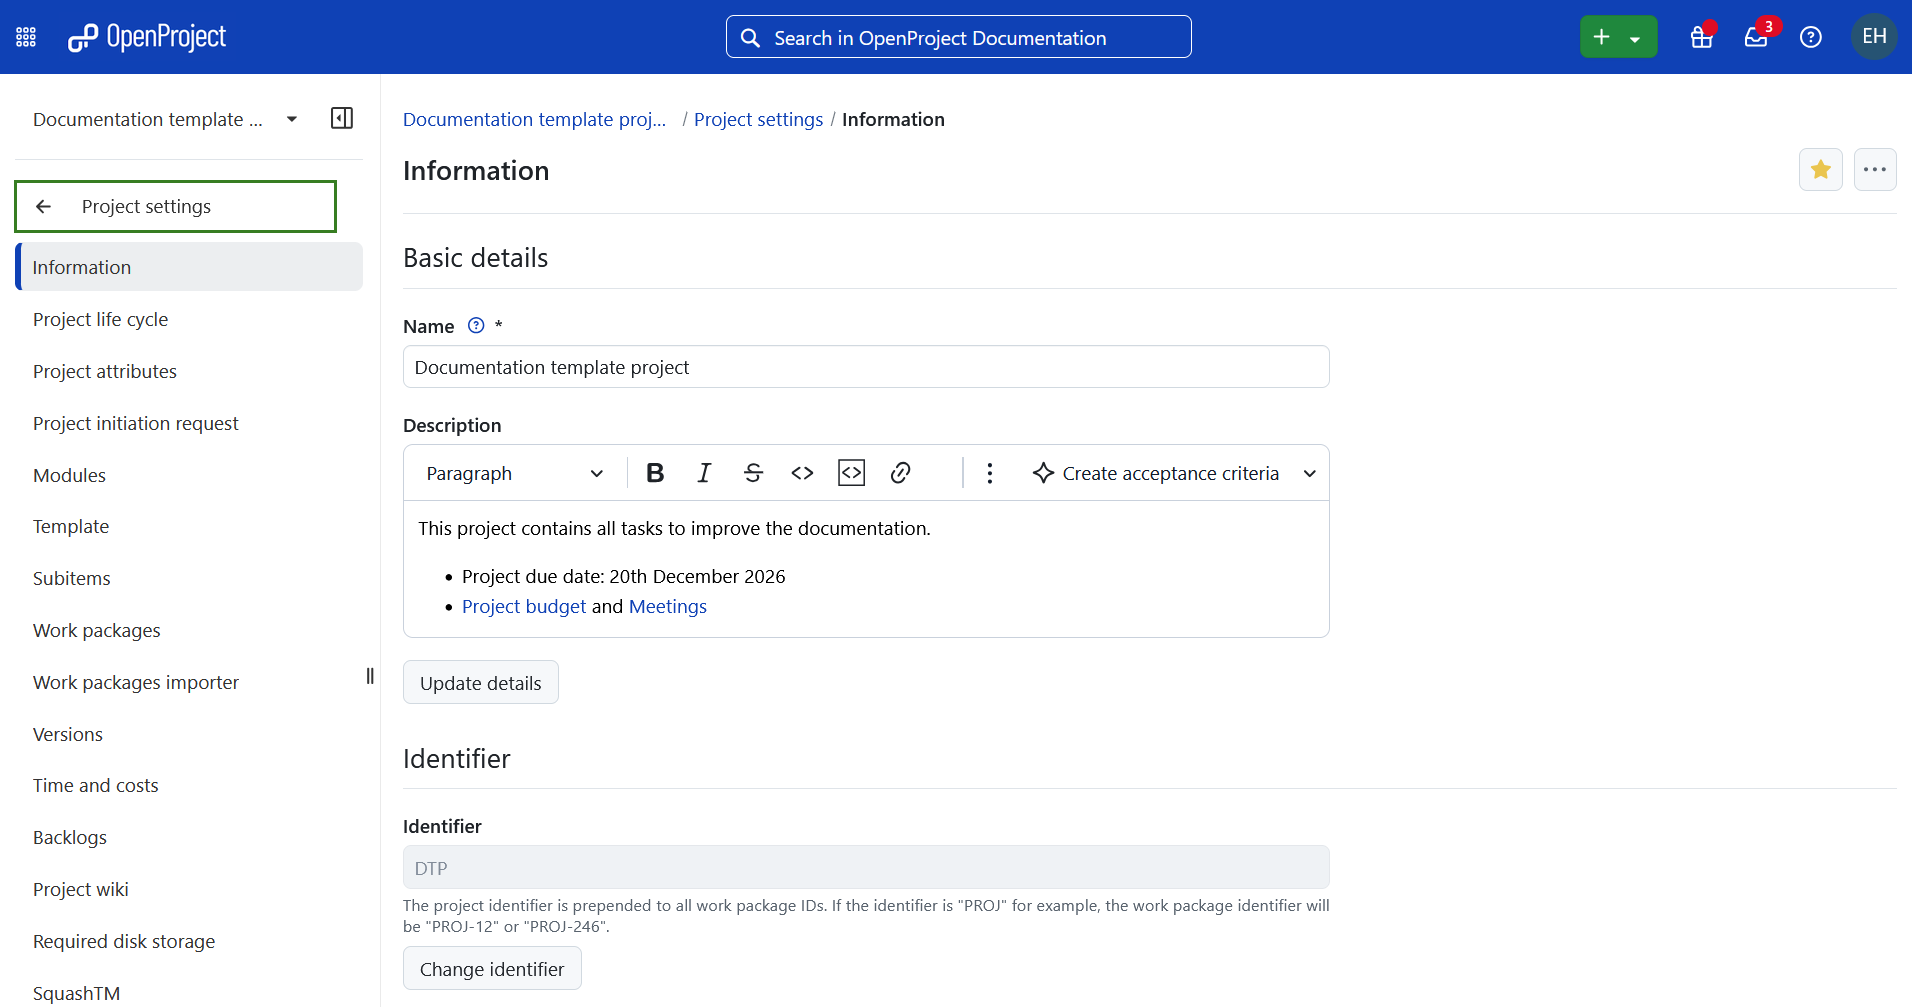 OpenProject
Search in OpenProject Documentation
3
EH
Documentation template ...
Project settings
Information
Project life cycle
Project attributes
Project initiation request
Modules
Template
Subitems
Work packages
Work packages importer
Versions
Time and costs
Backlogs
Project wiki
Required disk storage
SquashTM
Documentation template proj... / Project settings / Information
Information
Basic details
Name *
Documentation template project
Description
Paragraph B I S Create acceptance criteria
This project contains all tasks to improve the documentation.
• Project due date: 20th December 2026
• Project budget and Meetings
Update details
Identifier
Identifier
DTP
The project identifier is prepended to all work package IDs. If the identifier is "PROJ" for example, the work package identifier will
be "PROJ-12" or "PROJ-246".
Change identifier